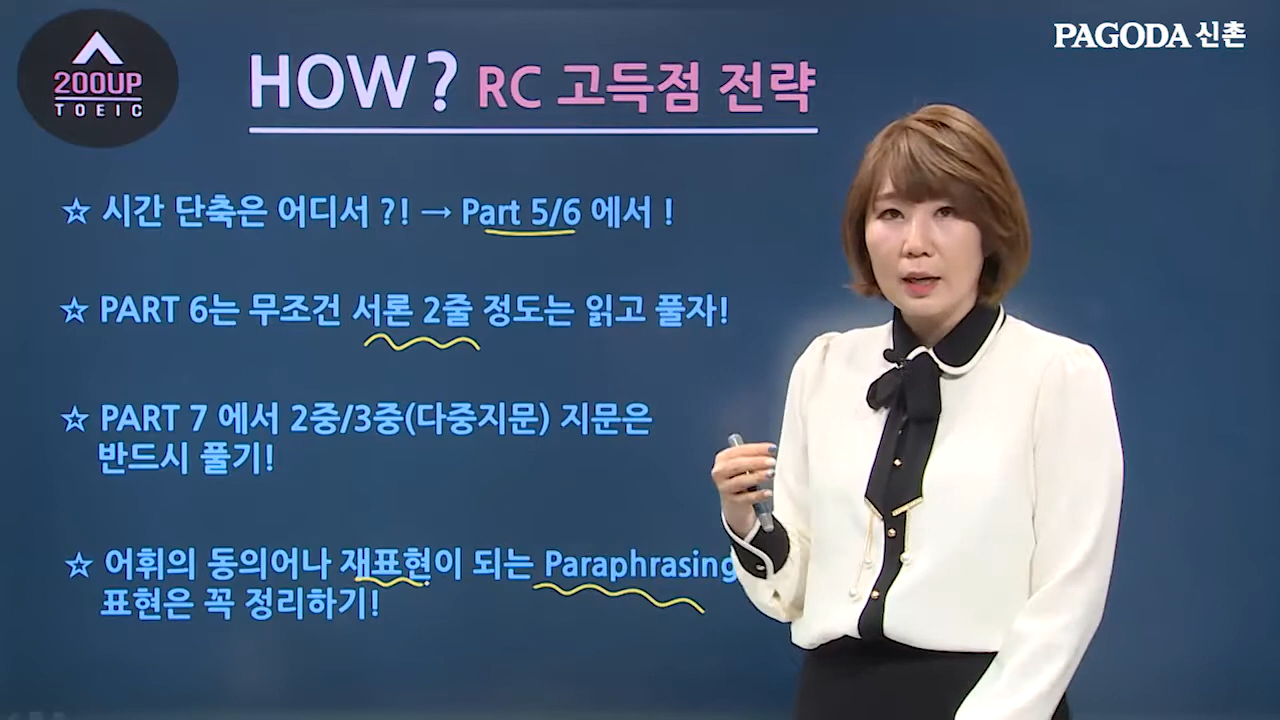 200UP
TOEIC
PAGODA 신촌
HOW? RC 고득점 전략
☆ 시간 단축은 어디서 ?! → Part 5/6 에서 !
☆ PART 6는 무조건 서론 2줄 정도는 읽고 풀자!
☆ PART 7 에서 2중/3중(다중지문) 지문은
반드시 풀기!
☆ 어휘의 동의어나 재표현이 되는 Paraphrasing
표현은 꼭 정리하기!